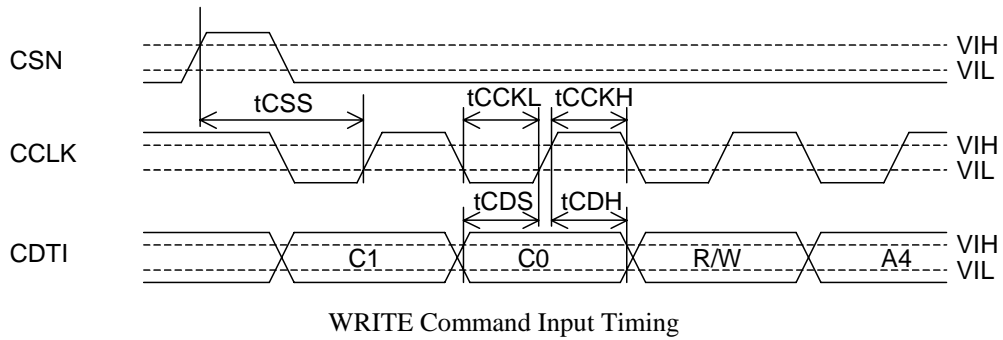 CSN
VIH
VIL
tCSS
tCCKL
tCCKH
CCLK
VIH
VIL
tCDS
tCDH
CDTI
C1
C0
R/W
A4
VIH
VIL
WRITE Command Input Timing